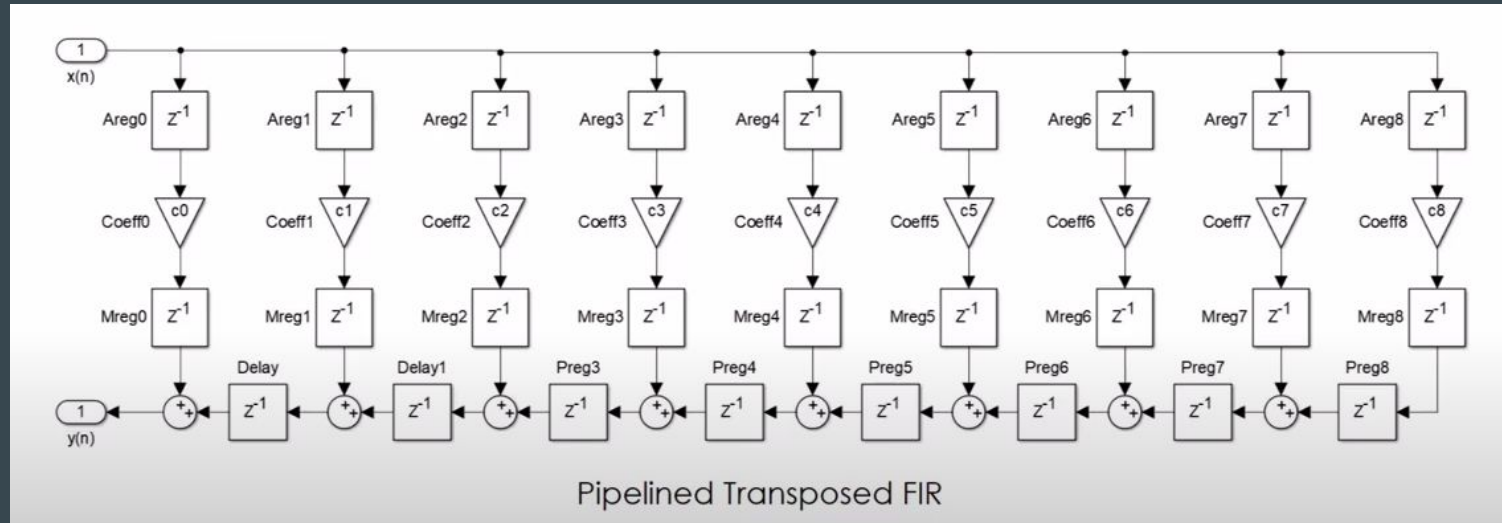 1
x(n)
Areg0 z-1 Areg1 z-1 Areg2 z-1 Areg3 z-1 Areg4 z-1 Areg5 z-1 Areg6 z-1 Areg7 z-1 Areg8 z-1
Coeff0 c0 Coeff1 c1 Coeff2 c2 Coeff3 c3 Coeff4 c4 Coeff5 c5 Coeff6 c6 Coeff7 c7 Coeff8 c8
Mreg0 z-1 Mreg1 z-1 Mreg2 z-1 Mreg3 z-1 Mreg4 z-1 Mreg5 z-1 Mreg6 z-1 Mreg7 z-1 Mreg8 z-1
Delay Delay1 Preg3 Preg4 Preg5 Preg6 Preg7 Preg8
1 ++ z-1 ++ z-1 ++ z-1 ++ z-1 ++ z-1 ++ z-1 ++ z-1 ++ z-1
y(n)
Pipelined Transposed FIR